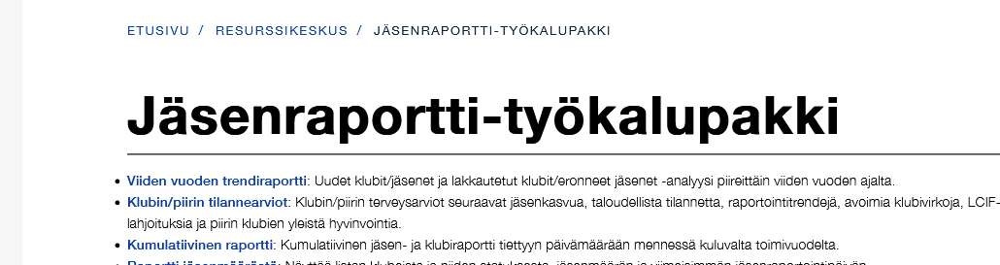 ETUSIVU / RESURSSIKESKUS / JÄSENRAPORTTI-TYÖKALUPAKKI
Jäsenraportti-työkalupakki
• Viiden vuoden trendiraportti: Uudet klubit/jäsenet ja lakkautetut klubit/eronneet jäsenet -analyysi piireittäin viiden vuoden ajalta.
• Klubin/piirin tilannearviot: Klubin/piirin terveysarviot seuraavat jäsenkasvua, taloudellista tilannetta, raportointitrendejä, avoimia klubivirkoja, LCIF-
lahjoituksia ja piirin klubien yleistä hyvinvointia.
• Kumulatiivinen raportti: Kumulatiivinen jäsen- ja klubiraportti tiettyyn päivämäärään mennessä kuluvalta toimivuodelta.